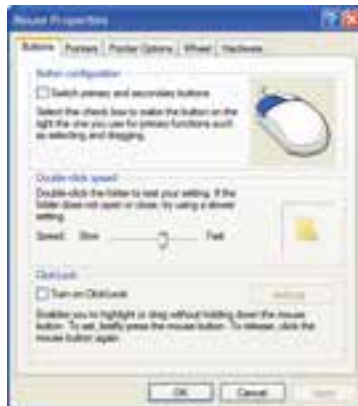 Mouse Properties
Buttons Pointers Pointer Options Wheel Hardware
Button configuration
Switch primary and secondary buttons
Select this check box to make the button on the
right the one you use for primary functions such
as selecting and dragging.
Double-click speed
Double-click the folder to test your setting. If the
folder does not open or close, try using a slower
setting.
Speed: Slow Fast
ClickLock
Turn on ClickLock
Settings
Enables you to highlight or drag without holding down the mouse
button. To set, briefly press the mouse button. To release, click the
mouse button again.
OK Cancel Apply